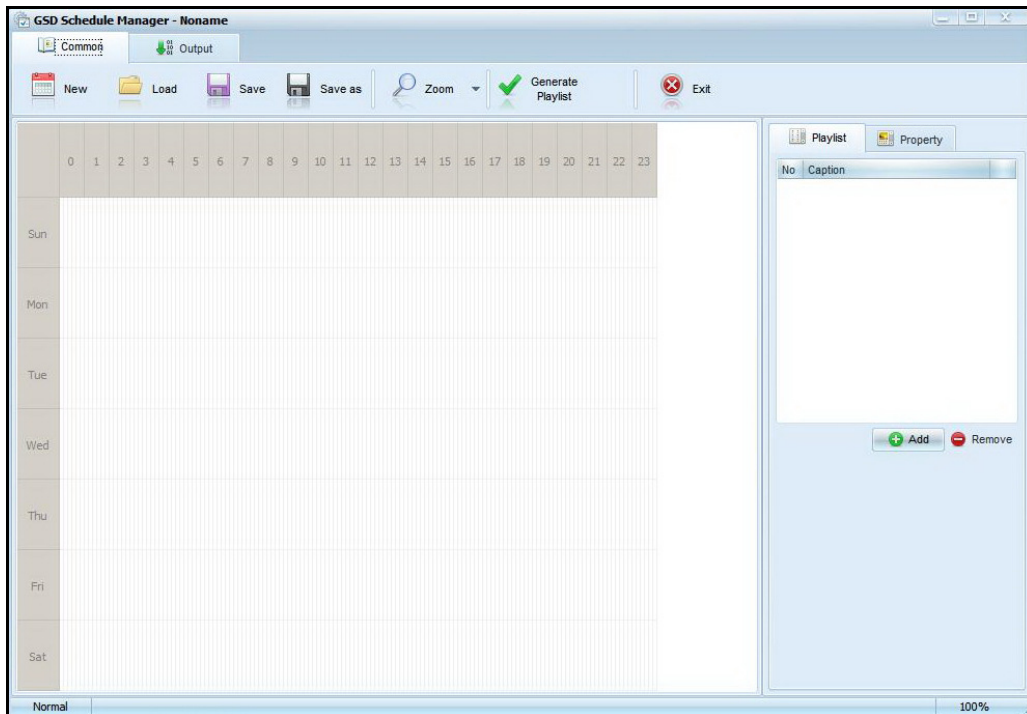 GSD Schedule Manager - Noname
Common Output
New Load Save Save as Zoom Generate Playlist Exit
0 1 2 3 4 5 6 7 8 9 10 11 12 13 14 15 16 17 18 19 20 21 22 23
Sun
Mon
Tue
Wed
Thu
Fri
Sat
Playlist Property
No Caption
Add Remove
Normal 100%